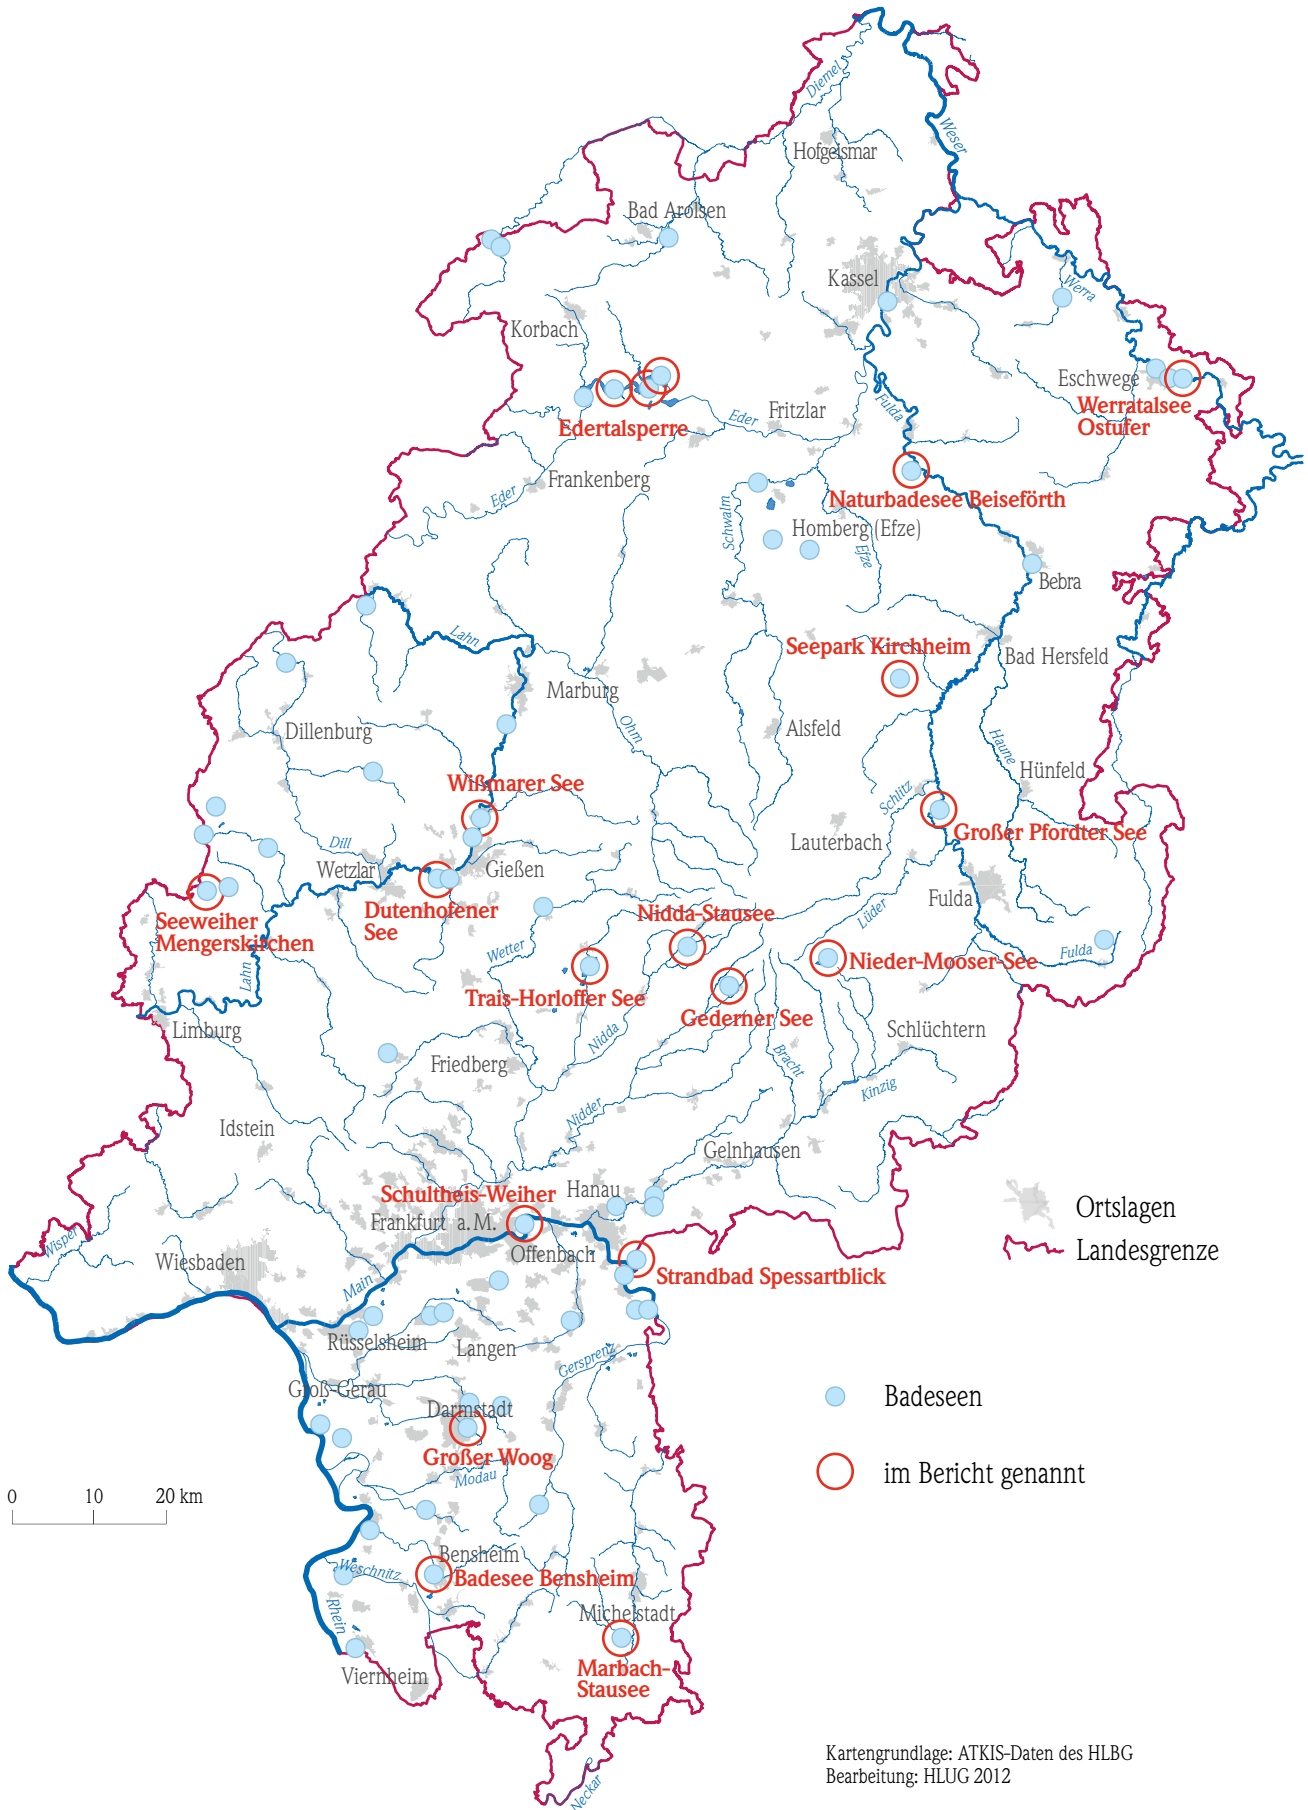 Diemel
Weser
Hofgeismar
Bad Arolsen
Kassel
Werra
Korbach
Eschwege
Werratalsee
Ostufer
Edertalsperre
Eder
Fritzlar
Fulda
Frankenberg
Eder
Naturbadesee Beiseförth
Schwalm
Homberg (Efze)
Efze
Bebra
Lahn
Seepark Kirchheim
Bad Hersfeld
Marburg
Ohm
Alsfeld
Dillenburg
Haune
Hünfeld
Wißmarer See
Schlitz
Großer Pfordter See
Lauterbach
Dill
Wetzlar
Gießen
Fulda
Dutenhofener
See
Nidda-Stausee
Lüder
Seeweiher
Mengerskirchen
Wetter
Fulda
Nieder-Mooser-See
Lahn
Trais-Horloffer See
Gederner See
Limburg
Nidda
Schlüchtern
Friedberg
Bracht
Kinzig
Nidder
Idstein
Gelnhausen
Schultheis-Weiher
Hanau
Frankfurt a.M.
Ortslagen
Wisper
Offenbach
Landesgrenze
Wiesbaden
Main
Strandbad Spessartblick
Rüsselsheim
Langen
Gersprenz
Groß-Gerau
Badeseen
Darmstadt
Großer Woog
im Bericht genannt
Modau
0 10 20 km
Bensheim
Weschnitz
Badesee Bensheim
Rhein
Michelstadt
Marbach-
Stausee
Viernheim
Kartengrundlage: ATKIS-Daten des HLBG
Bearbeitung: HLUG 2012
Neckar